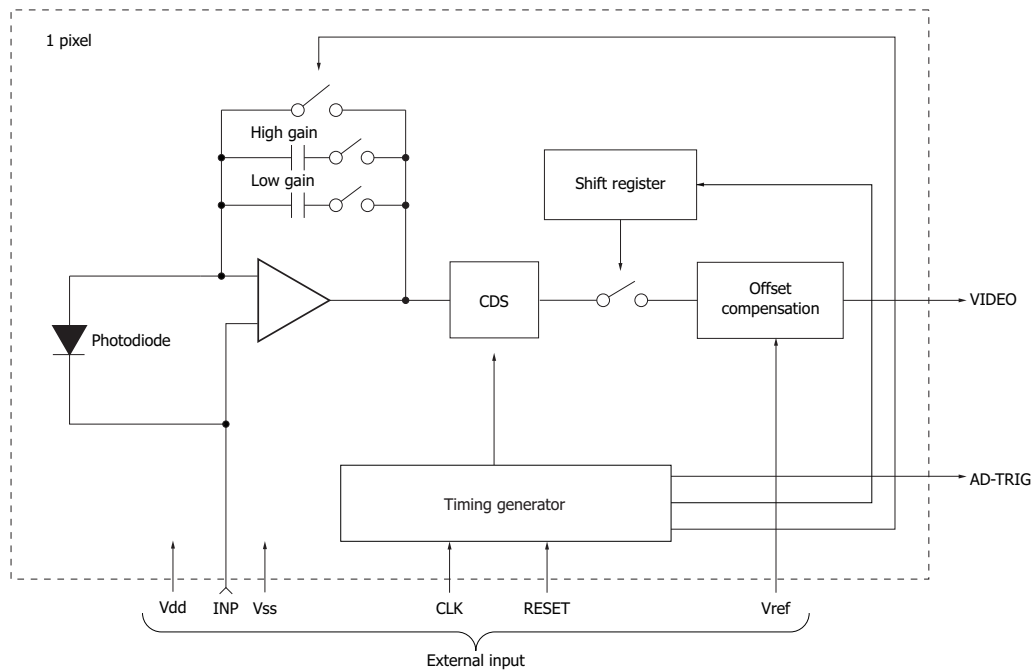 1 pixel
High gain
Low gain
Shift register
CDS
Offset
compensation
VIDEO
Photodiode
Timing generator
AD-TRIG
Vdd
INP
Vss
CLK
RESET
Vref
External input